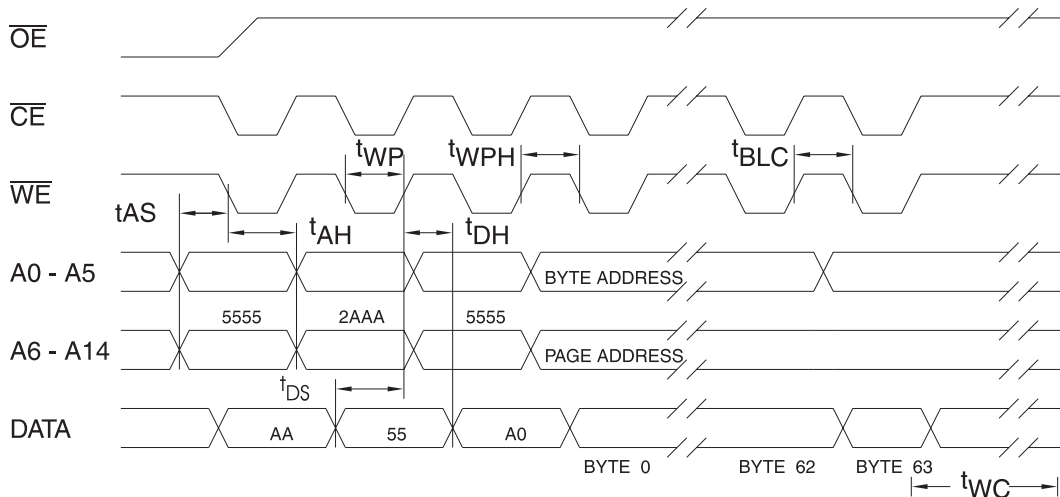 OE
CE
tWP
tWPH
tBLC
WE
tAS
tAH
tDH
A0 - A5
BYTE ADDRESS
5555
2AAA
5555
A6 - A14
PAGE ADDRESS
tDS
DATA
AA
55
A0
BYTE 0
BYTE 62
BYTE 63
tWC